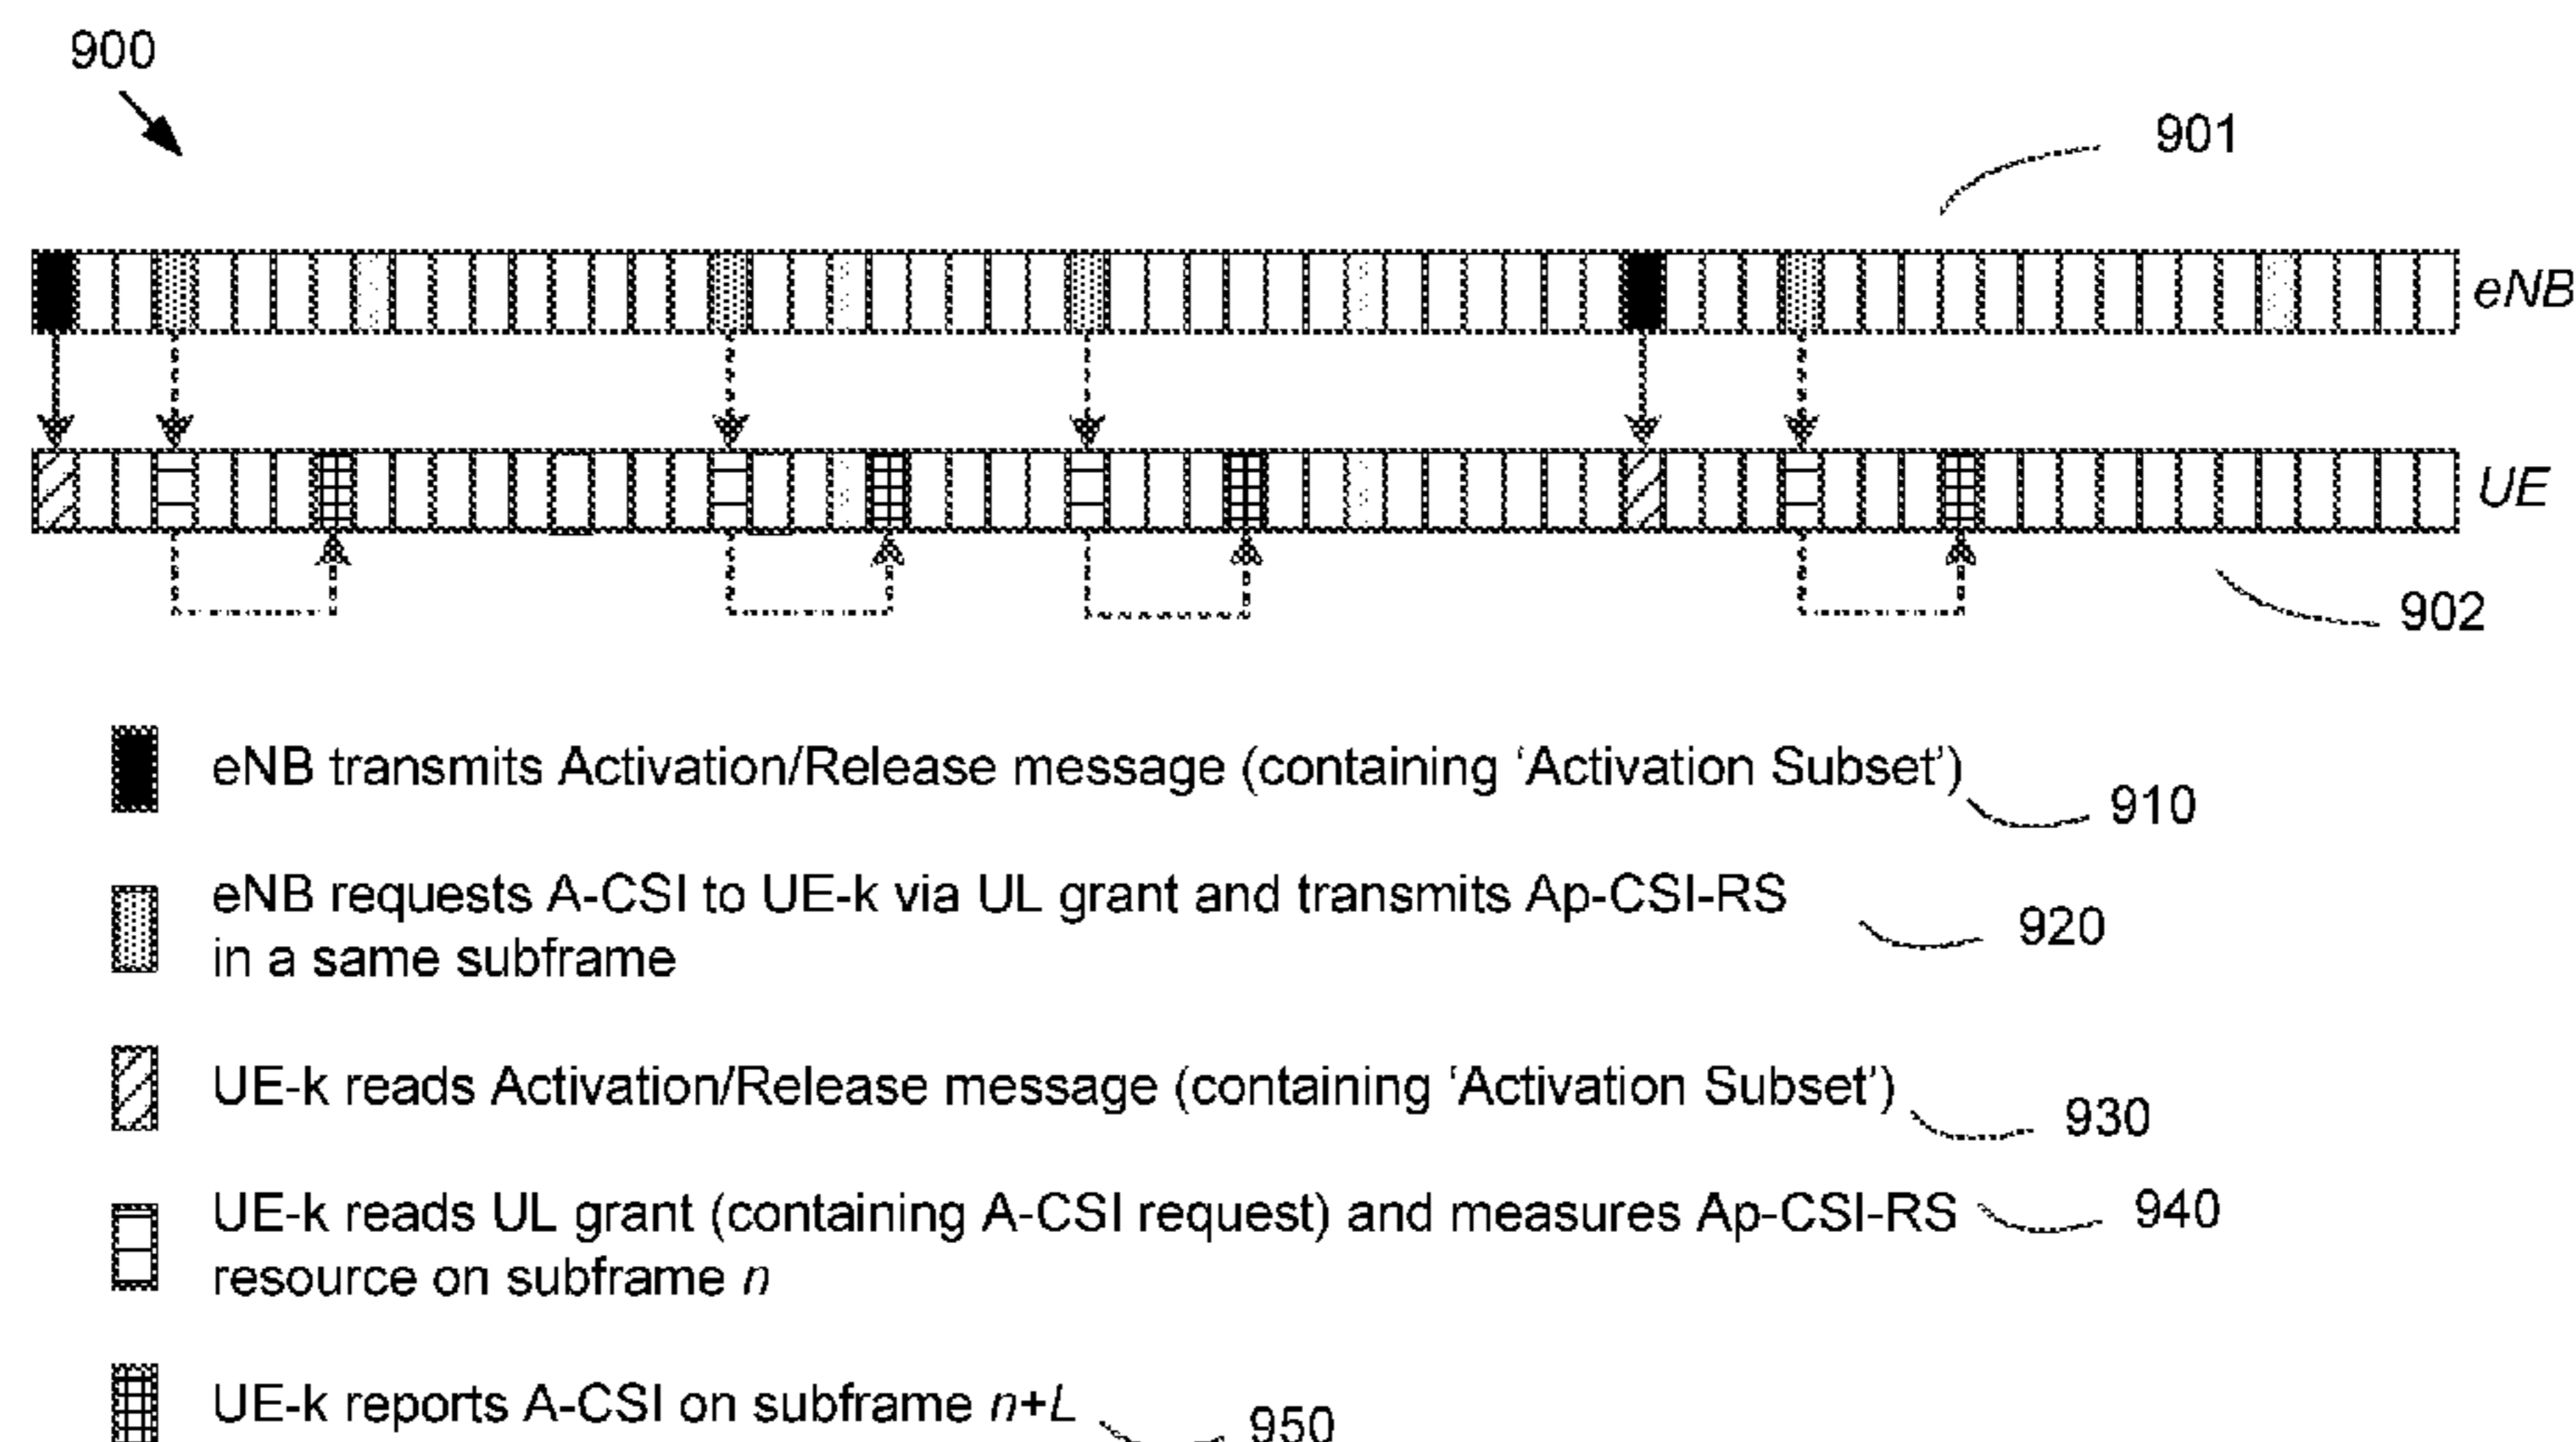 900
901
eNB
UE
902
eNB transmits Activation/Release message (containing ‘Activation Subset’)
910
eNB requests A-CSI to UE-k via UL grant and transmits Ap-CSI-RS
in a same subframe
920
UE-k reads Activation/Release message (containing ‘Activation Subset’)
930
UE-k reads UL grant (containing A-CSI request) and measures Ap-CSI-RS
resource on subframe n
940
UE-k reports A-CSI on subframe n+L
950